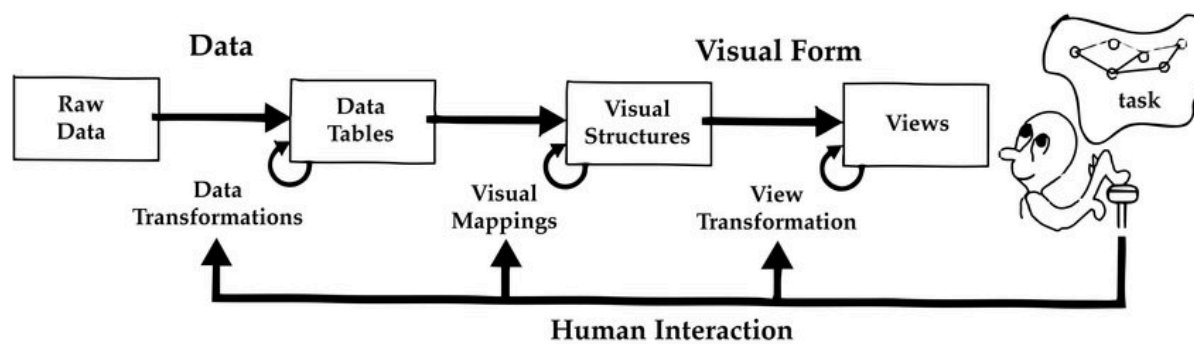 Data
Visual Form
Raw
Data
Data
Tables
Visual
Structures
Views
task
Data
Transformations
Visual
Mappings
View
Transformation
Human Interaction